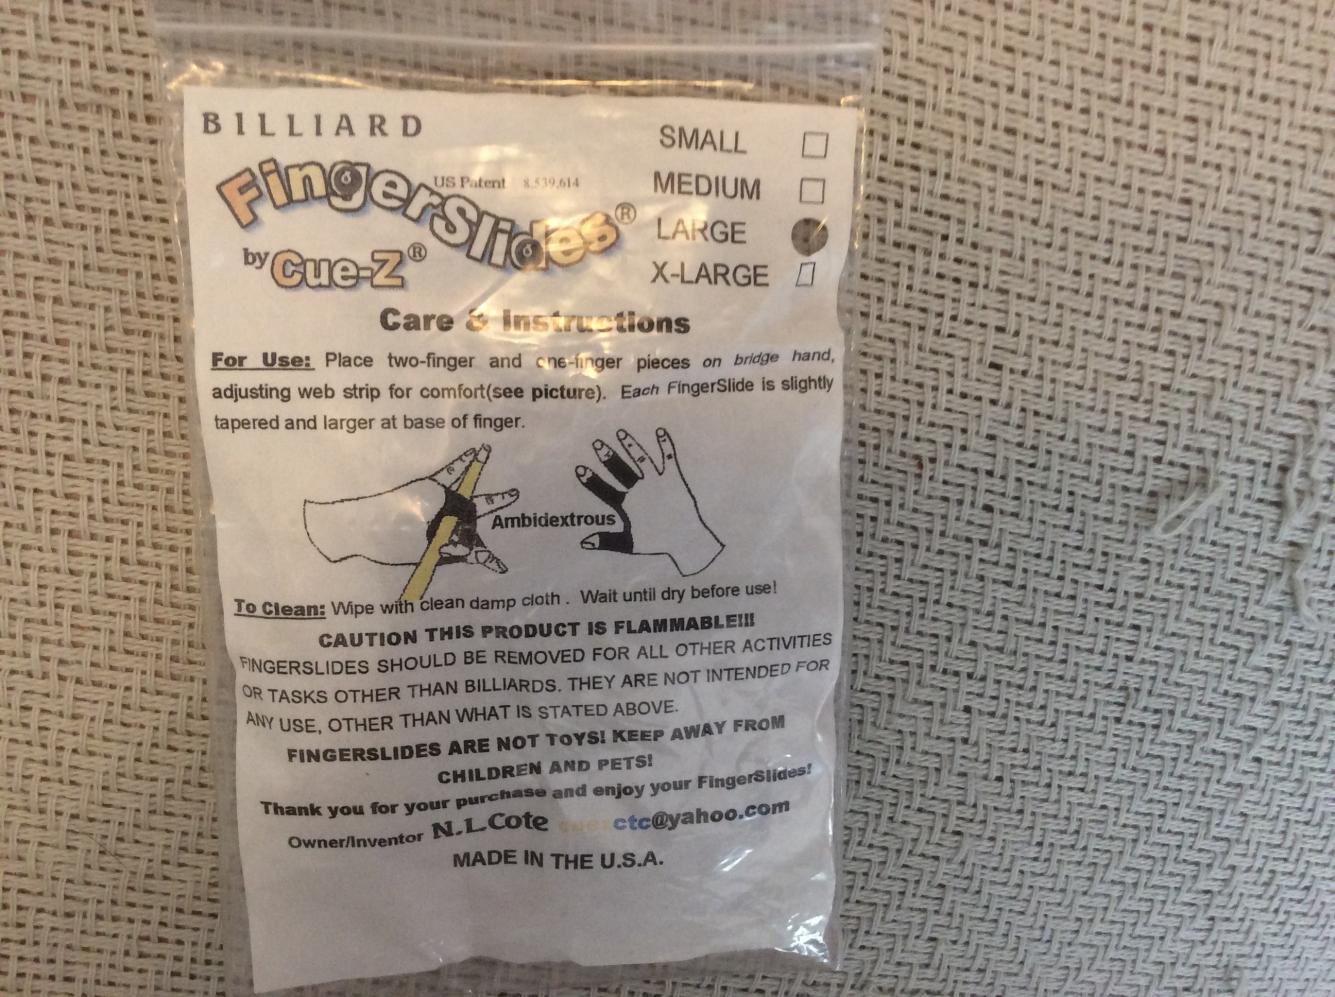 BILLIARD
FingerSlides®
US Patent 8,539,614
by Cue-Z®
SMALL
MEDIUM
LARGE
X-LARGE
Care & Instructions
For Use: Place two-finger and one-finger pieces on bridge hand,
adjusting web strip for comfort(see picture). Each FingerSlide is slightly
tapered and larger at base of finger.
Ambidextrous
To Clean: Wipe with clean damp cloth . Wait until dry before use!
CAUTION THIS PRODUCT IS FLAMMABLE!!!
FINGERSLIDES SHOULD BE REMOVED FOR ALL OTHER ACTIVITIES
OR TASKS OTHER THAN BILLIARDS. THEY ARE NOT INTENDED FOR
ANY USE, OTHER THAN WHAT IS STATED ABOVE.
FINGERSLIDES ARE NOT TOYS! KEEP AWAY FROM
CHILDREN AND PETS!
Thank you for your purchase and enjoy your FingerSlides!
Owner/Inventor N.L.Cote ctc@yahoo.com
MADE IN THE U.S.A.